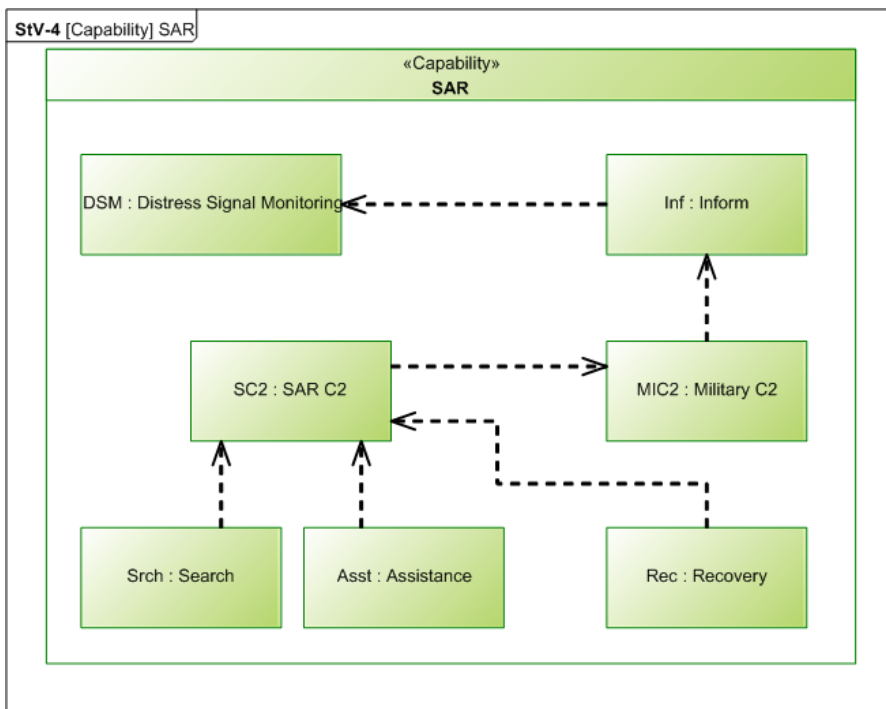 StV-4 [Capability] SAR
«Capability»
SAR
DSM : Distress Signal Monitoring
Inf : Inform
SC2 : SAR C2
MIC2 : Military C2
Srch : Search
Asst : Assistance
Rec : Recovery